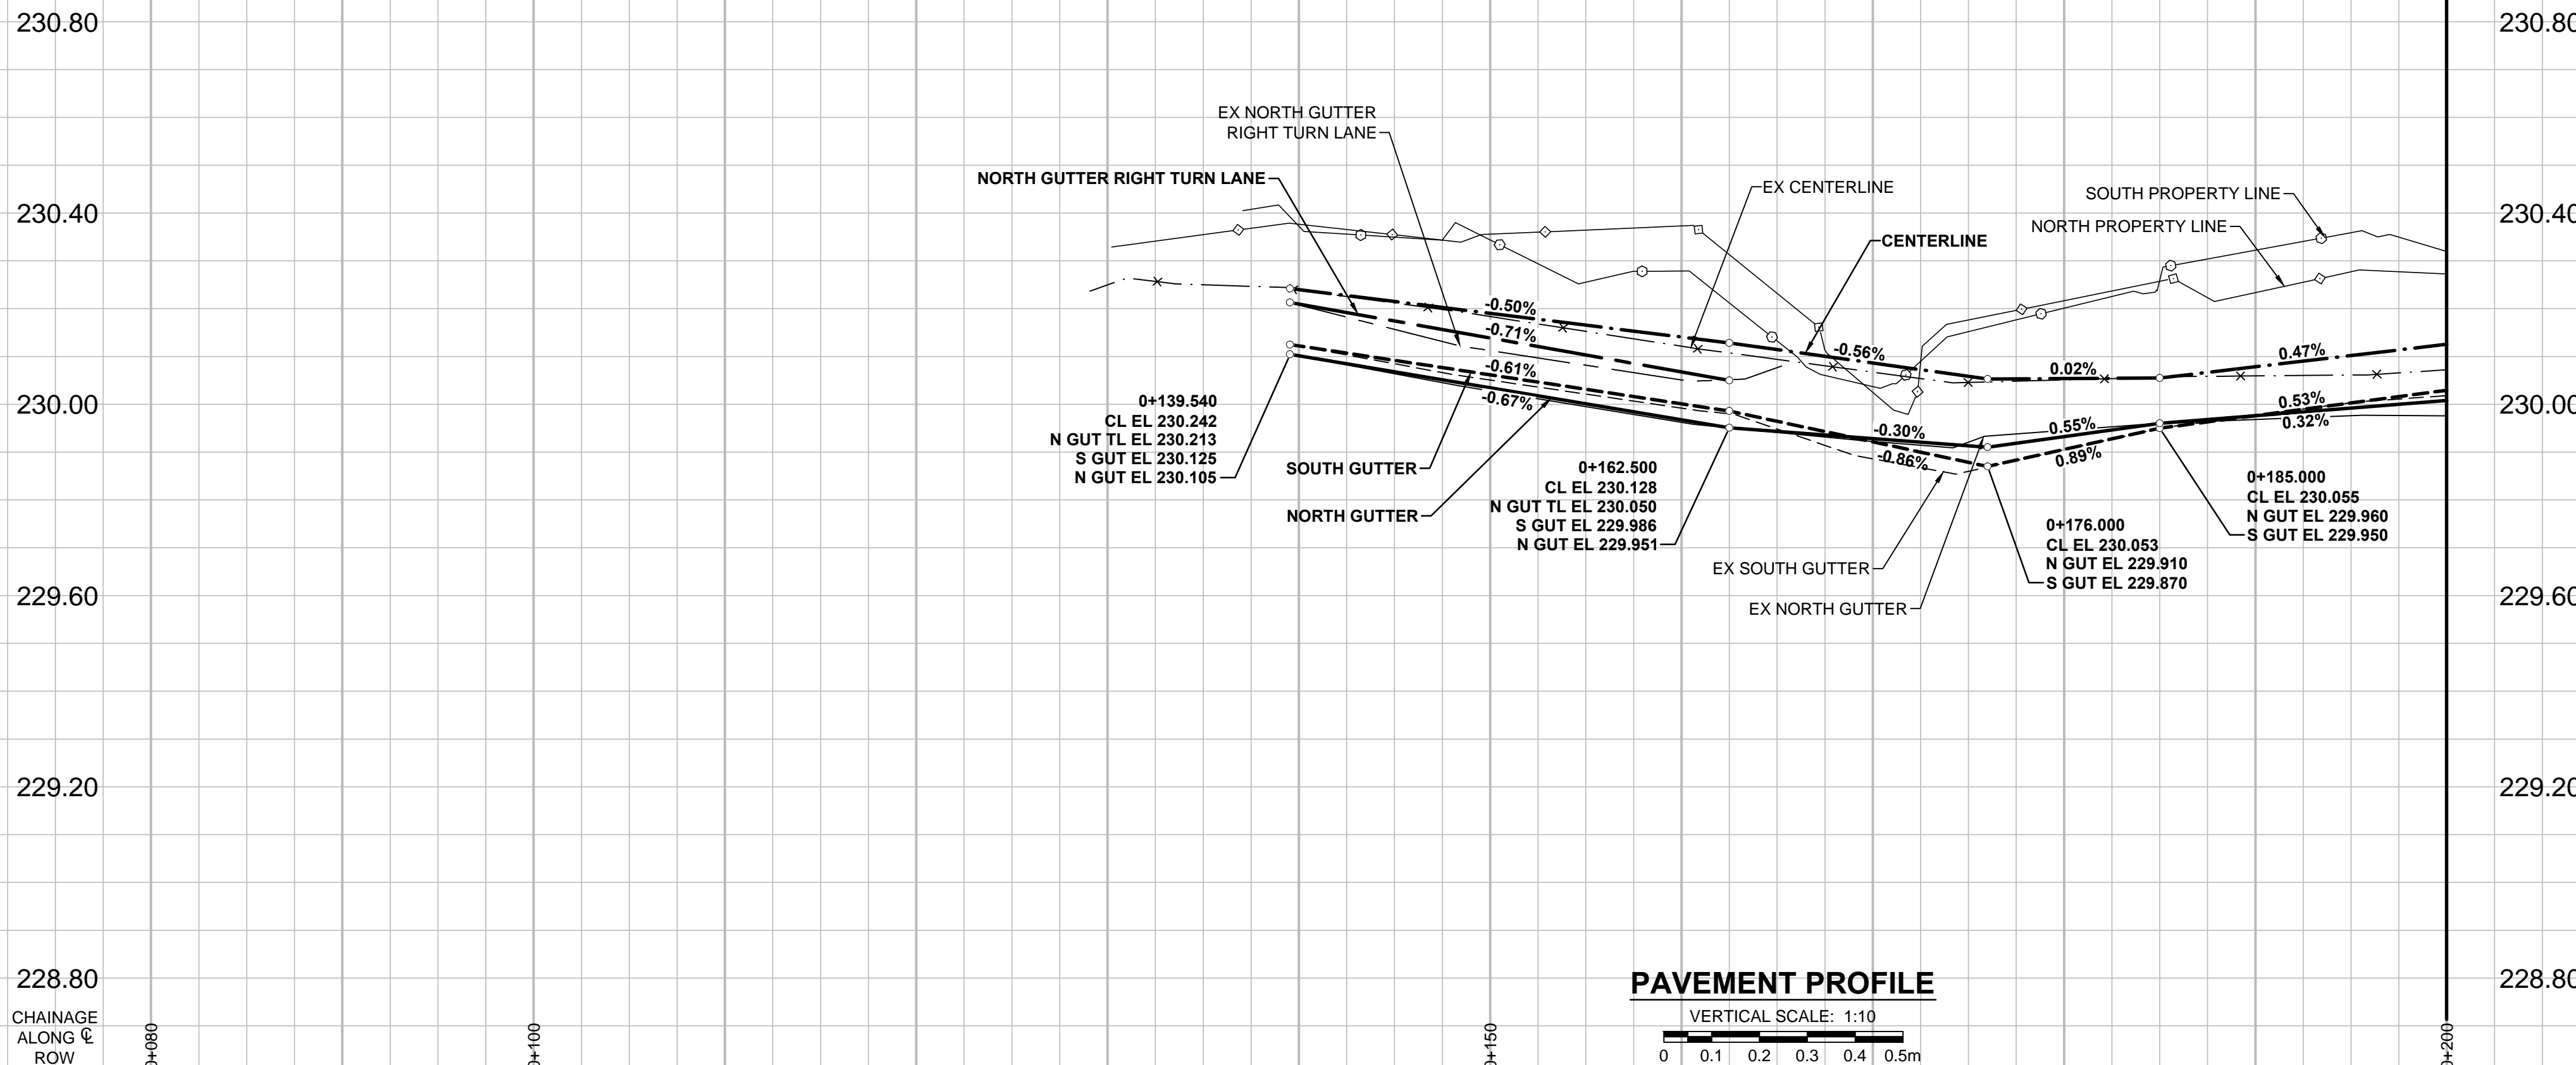 230.80
230.80
EX NORTH GUTTER
RIGHT TURN LANE
NORTH GUTTER RIGHT TURN LANE
EX CENTERLINE
SOUTH PROPERTY LINE
230.40
230.40
NORTH PROPERTY LINE
CENTERLINE
-0.50%
-0.71%
-0.56%
0.47%
-0.61%
0.02%
-0.67%
0.53%
230.00
230.00
0.32%
-0.30%
0.55%
-0.86%
0.89%
0+139.540
CL EL 230.242
N GUT TL EL 230.213
S GUT EL 230.125
N GUT EL 230.105
SOUTH GUTTER
NORTH GUTTER
0+162.500
CL EL 230.128
N GUT TL EL 230.050
S GUT EL 229.986
N GUT EL 229.951
0+185.000
CL EL 230.055
N GUT EL 229.960
S GUT EL 229.950
0+176.000
CL EL 230.053
N GUT EL 229.910
S GUT EL 229.870
EX SOUTH GUTTER
EX NORTH GUTTER
229.60
229.60
229.20
229.20
228.80
228.80
PAVEMENT PROFILE
VERTICAL SCALE: 1:10
0 0.1 0.2 0.3 0.4 0.5m
CHAINAGE
ALONG ℄
ROW
0+080
0+100
0+150
0+200